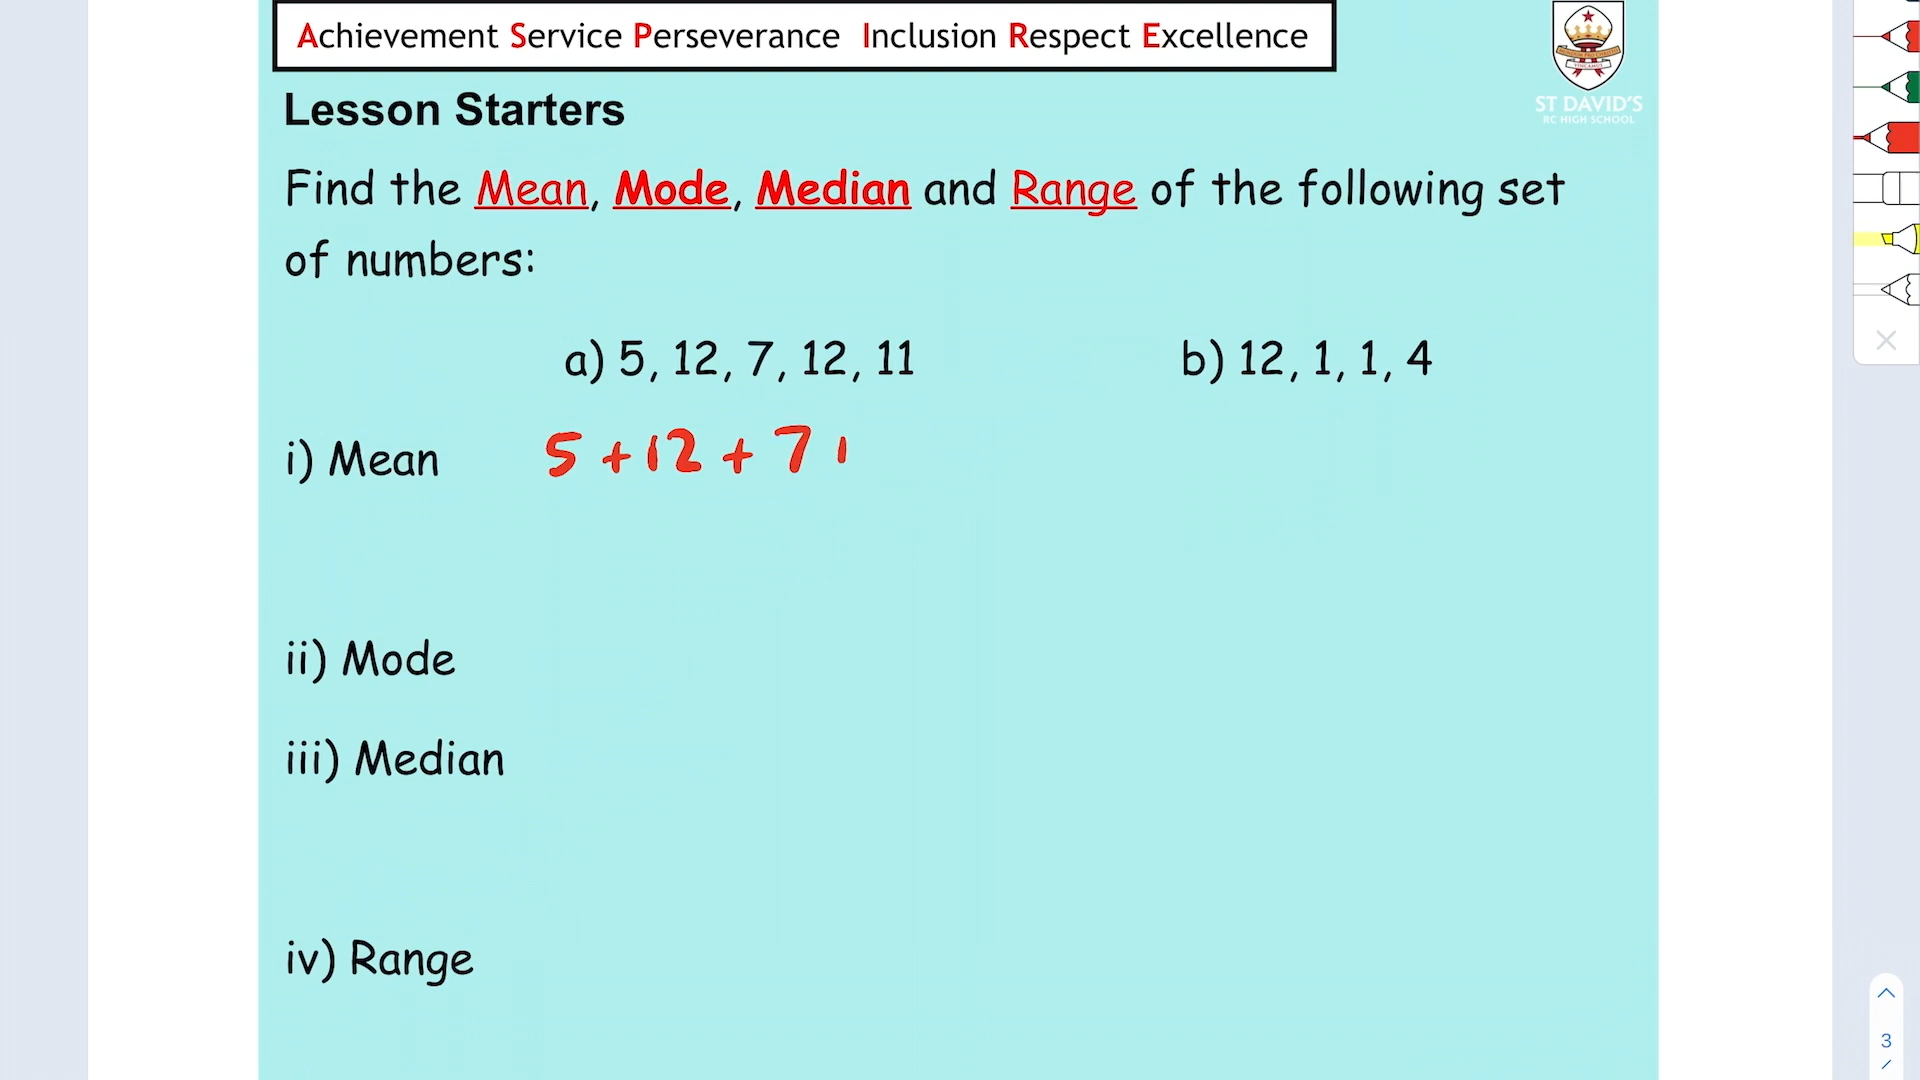 Achievement Service Perseverance Inclusion Respect Excellence
ST DAVID'S
RC HIGH SCHOOL
Lesson Starters
Find the Mean, Mode, Median and Range of the following set
of numbers:
a) 5, 12, 7, 12, 11
b) 12, 1, 1, 4
i) Mean 5 + 12 + 7
ii) Mode
iii) Median
iv) Range
3